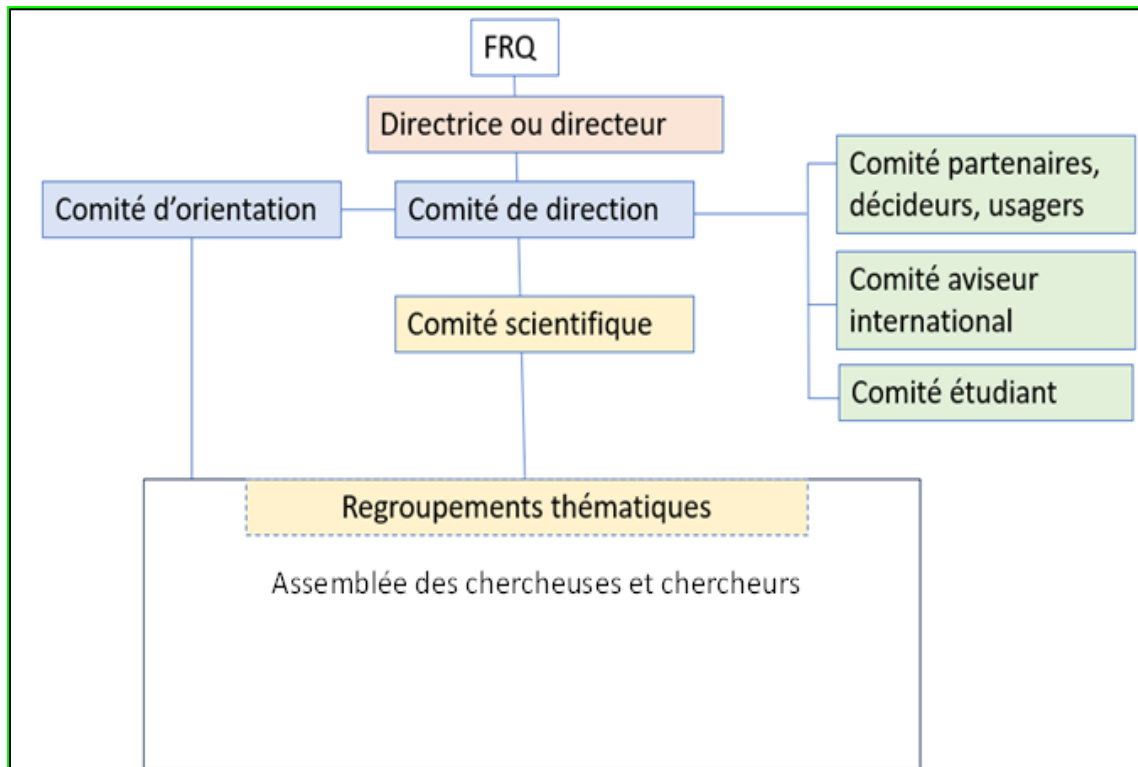 FRQ
Directrice ou directeur
Comité d'orientation
Comité de direction
Comité partenaires,
décideurs, usagers
Comité scientifique
Comité aviseur
international
Comité étudiant
Regroupements thématiques
Assemblée des chercheuses et chercheurs